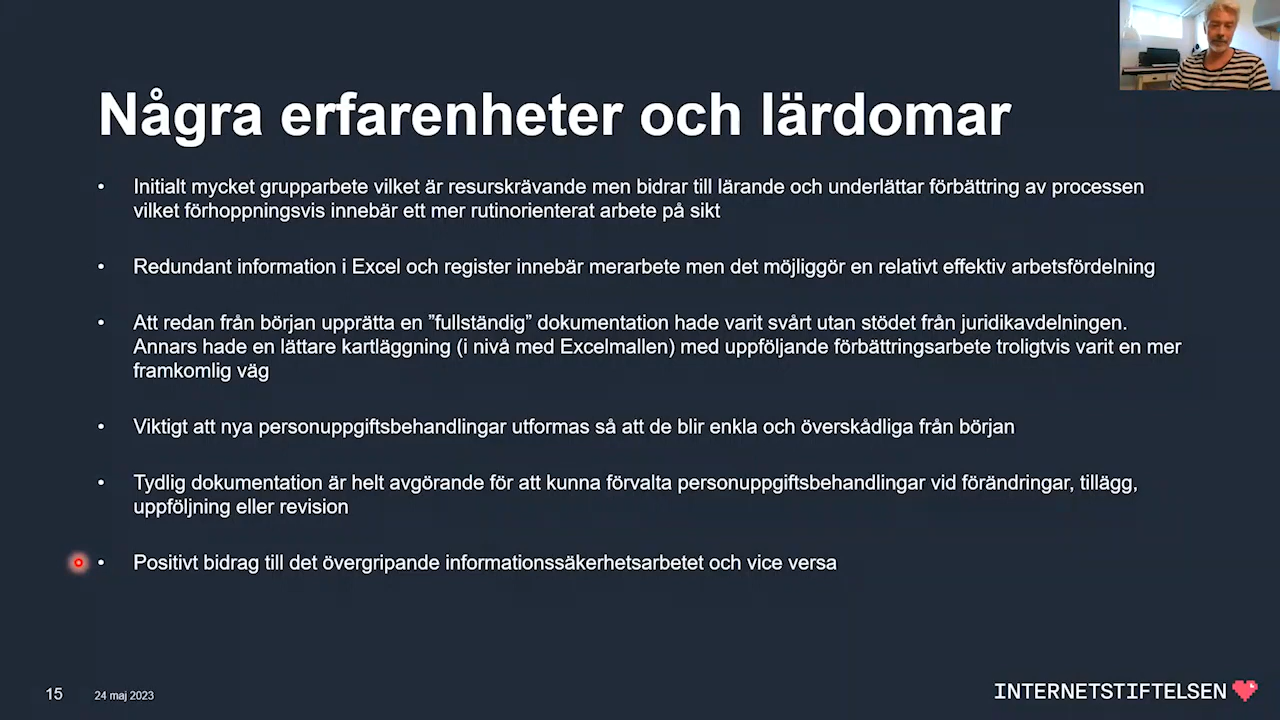 Några erfarenheter och lärdomar
• Initialt mycket grupparbete vilket är resurskrävande men bidrar till lärande och underlättar förbättring av processen
vilket förhoppningsvis innebär ett mer rutinorienterat arbete på sikt
• Redundant information i Excel och register innebär merarbete men det möjliggör en relativt effektiv arbetsfördelning
• Att redan från början upprätta en ”fullständig” dokumentation hade varit svårt utan stödet från juridikavdelningen.
Annars hade en lättare kartläggning (i nivå med Excelmallen) med uppföljande förbättringsarbete troligtvis varit en mer
framkomlig väg
• Viktigt att nya personuppgiftsbehandlingar utformas så att de blir enkla och överskådliga från början
• Tydlig dokumentation är helt avgörande för att kunna förvalta personuppgiftsbehandlingar vid förändringar, tillägg,
uppföljning eller revision
• Positivt bidrag till det övergripande informationssäkerhetsarbetet och vice versa
15
24 maj 2023
INTERNETSTIFTELSEN